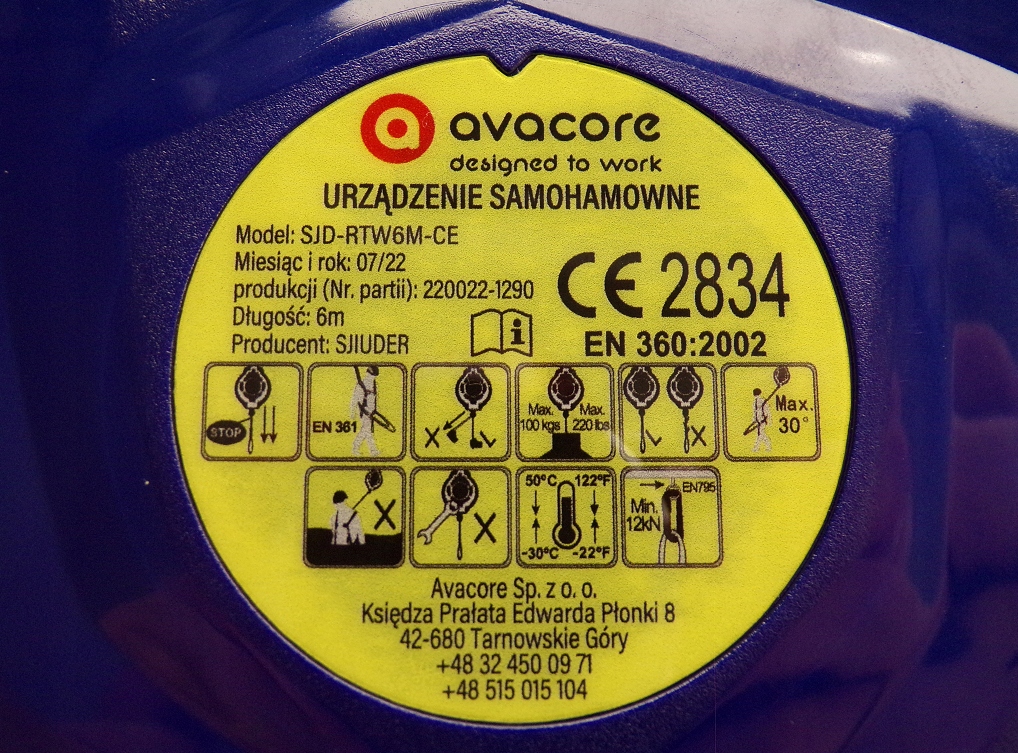 avacore
designed to work
URZĄDZENIE SAMOHAMOWNE
Model: SJD-RTW6M-CE
Miesiąc i rok: 07/22
produkcji (Nr. partii): 220022-1290
Długość: 6m
Producent: SJIUDER
CE 2834
EN 360:2002
STOP
EN 361
Max. 100 kgs
Max. 220 lbs
Max. 30°
50°C 122°F
-30°C -22°F
EN795
Min. 12kN
Avacore Sp. z o. o.
Księdza Prałata Edwarda Płonki 8
42-680 Tarnowskie Góry
+48 32 450 09 71
+48 515 015 104